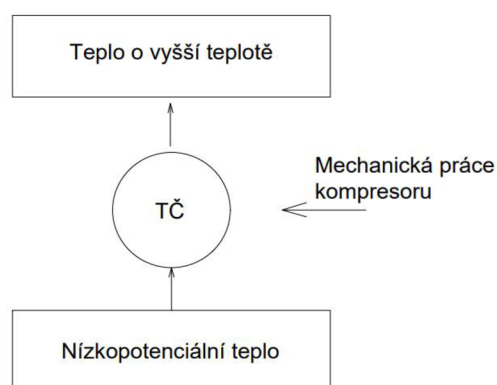 Teplo o vyšší teplotě
Mechanická práce
kompresoru
TČ
Nízkopotenciální teplo